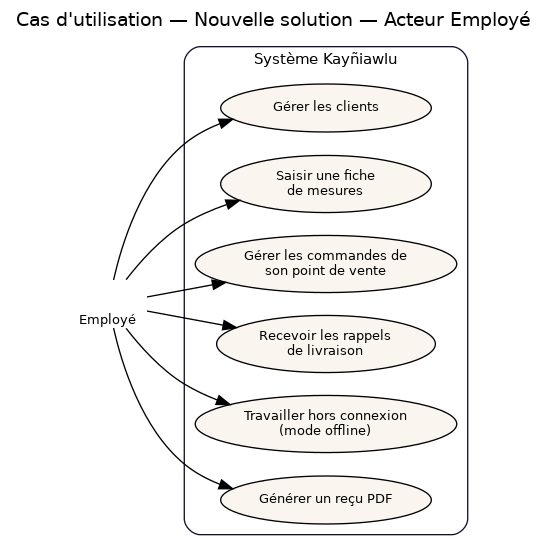 Cas d'utilisation — Nouvelle solution — Acteur Employé
Système Kayñiawlu
Gérer les clients
Saisir une fiche
de mesures
Gérer les commandes de
son point de vente
Employé
Recevoir les rappels
de livraison
Travailler hors connexion
(mode offline)
Générer un reçu PDF